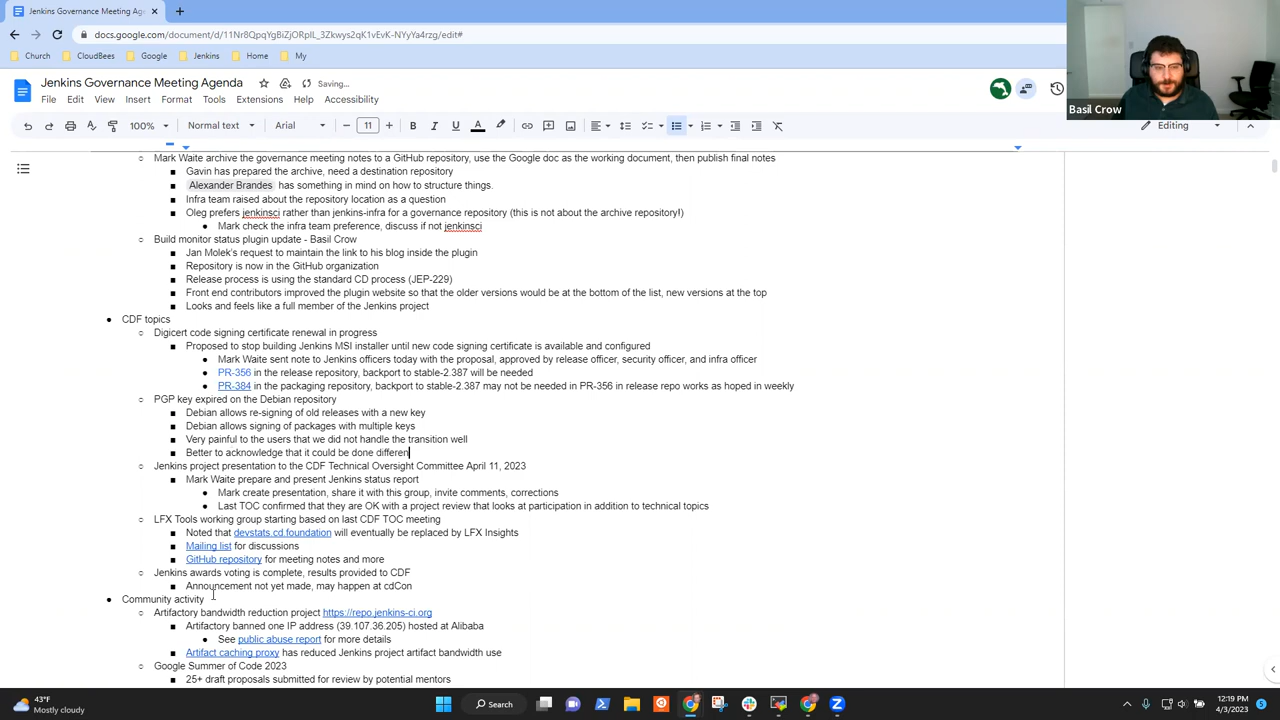 Jenkins Governance Meeting Age
docs.google.com/document/d/11Nr8QpqYgBiZjORpIL_3Zkwys2qK1vEvK-NYyYa4rzg/edit#
Church CloudBees Google Jenkins Home My
Jenkins Governance Meeting Agenda Saving...
File Edit View Insert Format Tools Extensions Help Accessibility
Basil Crow
100% Normal text Arial 11 B I U A Editing
Mark Waite archive the governance meeting notes to a GitHub repository, use the Google doc as the working document, then publish final notes
Gavin has prepared the archive, need a destination repository
Alexander Brandes has something in mind on how to structure things.
Infra team raised about the repository location as a question
Oleg prefers jenkinsci rather than jenkins-infra for a governance repository (this is not about the archive repository!)
Mark check the infra team preference, discuss if not jenkinsci
Build monitor status plugin update - Basil Crow
Jan Molek's request to maintain the link to his blog inside the plugin
Repository is now in the GitHub organization
Release process is using the standard CD process (JEP-229)
Front end contributors improved the plugin website so that the older versions would be at the bottom of the list, new versions at the top
Looks and feels like a full member of the Jenkins project
CDF topics
Digicert code signing certificate renewal in progress
Proposed to stop building Jenkins MSI installer until new code signing certificate is available and configured
Mark Waite sent note to Jenkins officers today with the proposal, approved by release officer, security officer, and infra officer
PR-356 in the release repository, backport to stable-2.387 will be needed
PR-384 in the packaging repository, backport to stable-2.387 may not be needed in PR-356 in release repo works as hoped in weekly
PGP key expired on the Debian repository
Debian allows re-signing of old releases with a new key
Debian allows signing of packages with multiple keys
Very painful to the users that we did not handle the transition well
Better to acknowledge that it could be done differen
Jenkins project presentation to the CDF Technical Oversight Committee April 11, 2023
Mark Waite prepare and present Jenkins status report
Mark create presentation, share it with this group, invite comments, corrections
Last TOC confirmed that they are OK with a project review that looks at participation in addition to technical topics
LFX Tools working group starting based on last CDF TOC meeting
Noted that devstats.cd.foundation will eventually be replaced by LFX Insights
Mailing list for discussions
GitHub repository for meeting notes and more
Jenkins awards voting is complete, results provided to CDF
Announcement not yet made, may happen at cdCon
Community activity
Artifactory bandwidth reduction project https://repo.jenkins-ci.org
Artifactory banned one IP address (39.107.36.205) hosted at Alibaba
See public abuse report for more details
Artifact caching proxy has reduced Jenkins project artifact bandwidth use
Google Summer of Code 2023
25+ draft proposals submitted for review by potential mentors
43°F
Mostly cloudy
Search
12:19 PM
4/3/2023